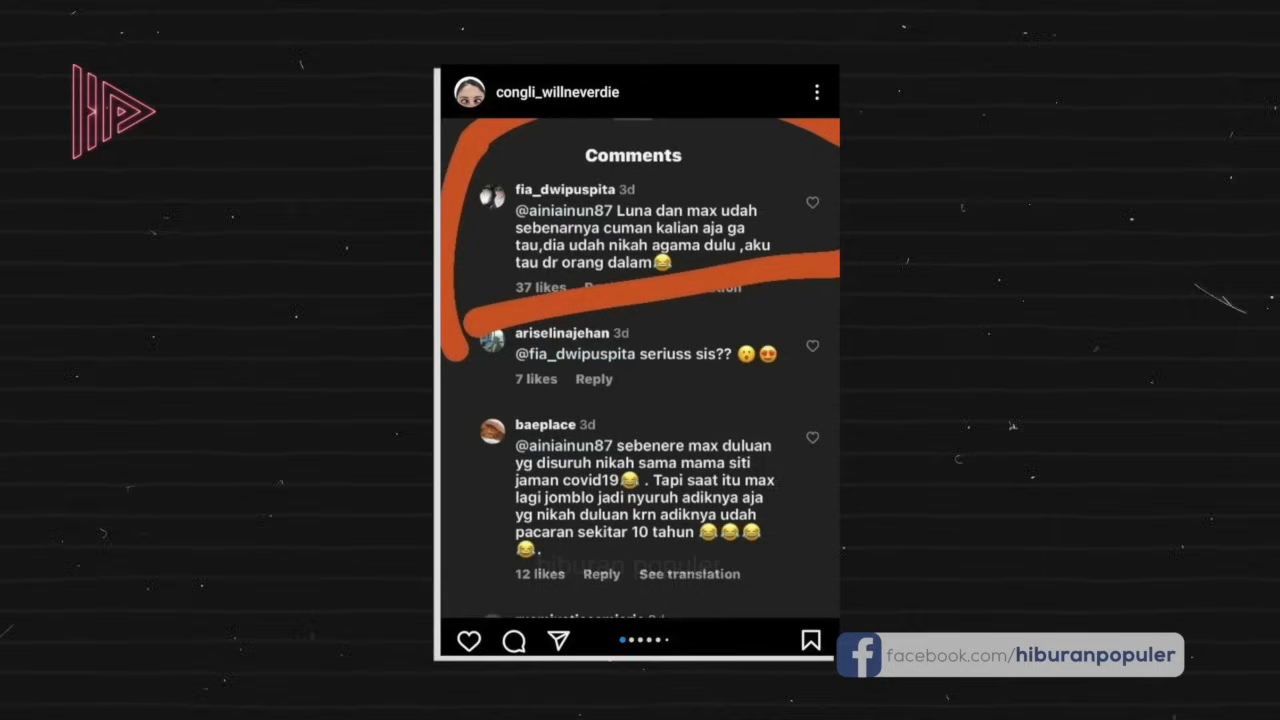 congli_willneverdie
Comments
fia_dwipuspita 3d
@ainiainun87 Luna dan max udah
sebenarnya cuman kalian aja ga
tau,dia udah nikah agama dulu ,aku
tau dr orang dalam😂
37 likes
ariselinajehan 3d
@fia_dwipuspita seriuss sis?? 😮😍
7 likes Reply
baeplace 3d
@ainiainun87 sebenere max duluan
yg disuruh nikah sama mama siti
jaman covid19😂 . Tapi saat itu max
lagi jomblo jadi nyuruh adiknya aja
yg nikah duluan krn adiknya udah
pacaran sekitar 10 tahun 😂😂😂
😂.
hiburan populer
12 likes Reply See translation
facebook.com/hiburanpopuler